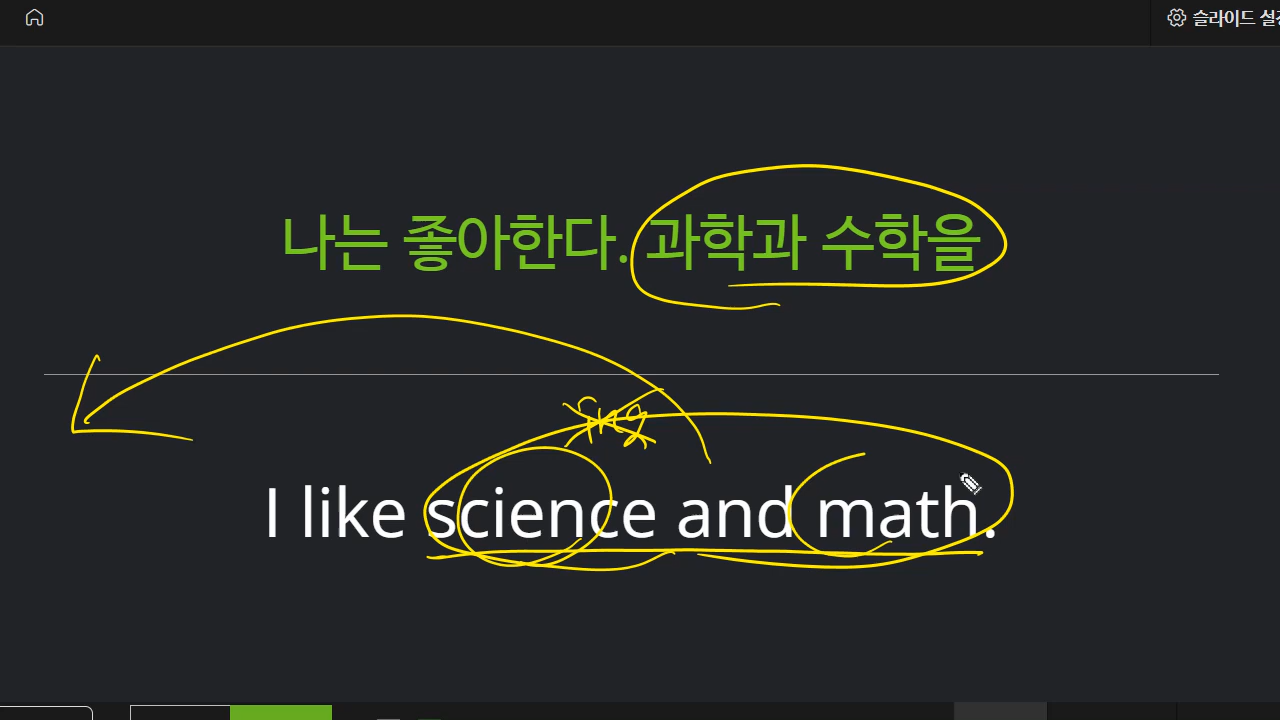 슬라이드
나는 좋아한다. 과학과 수학을
I like science and math.